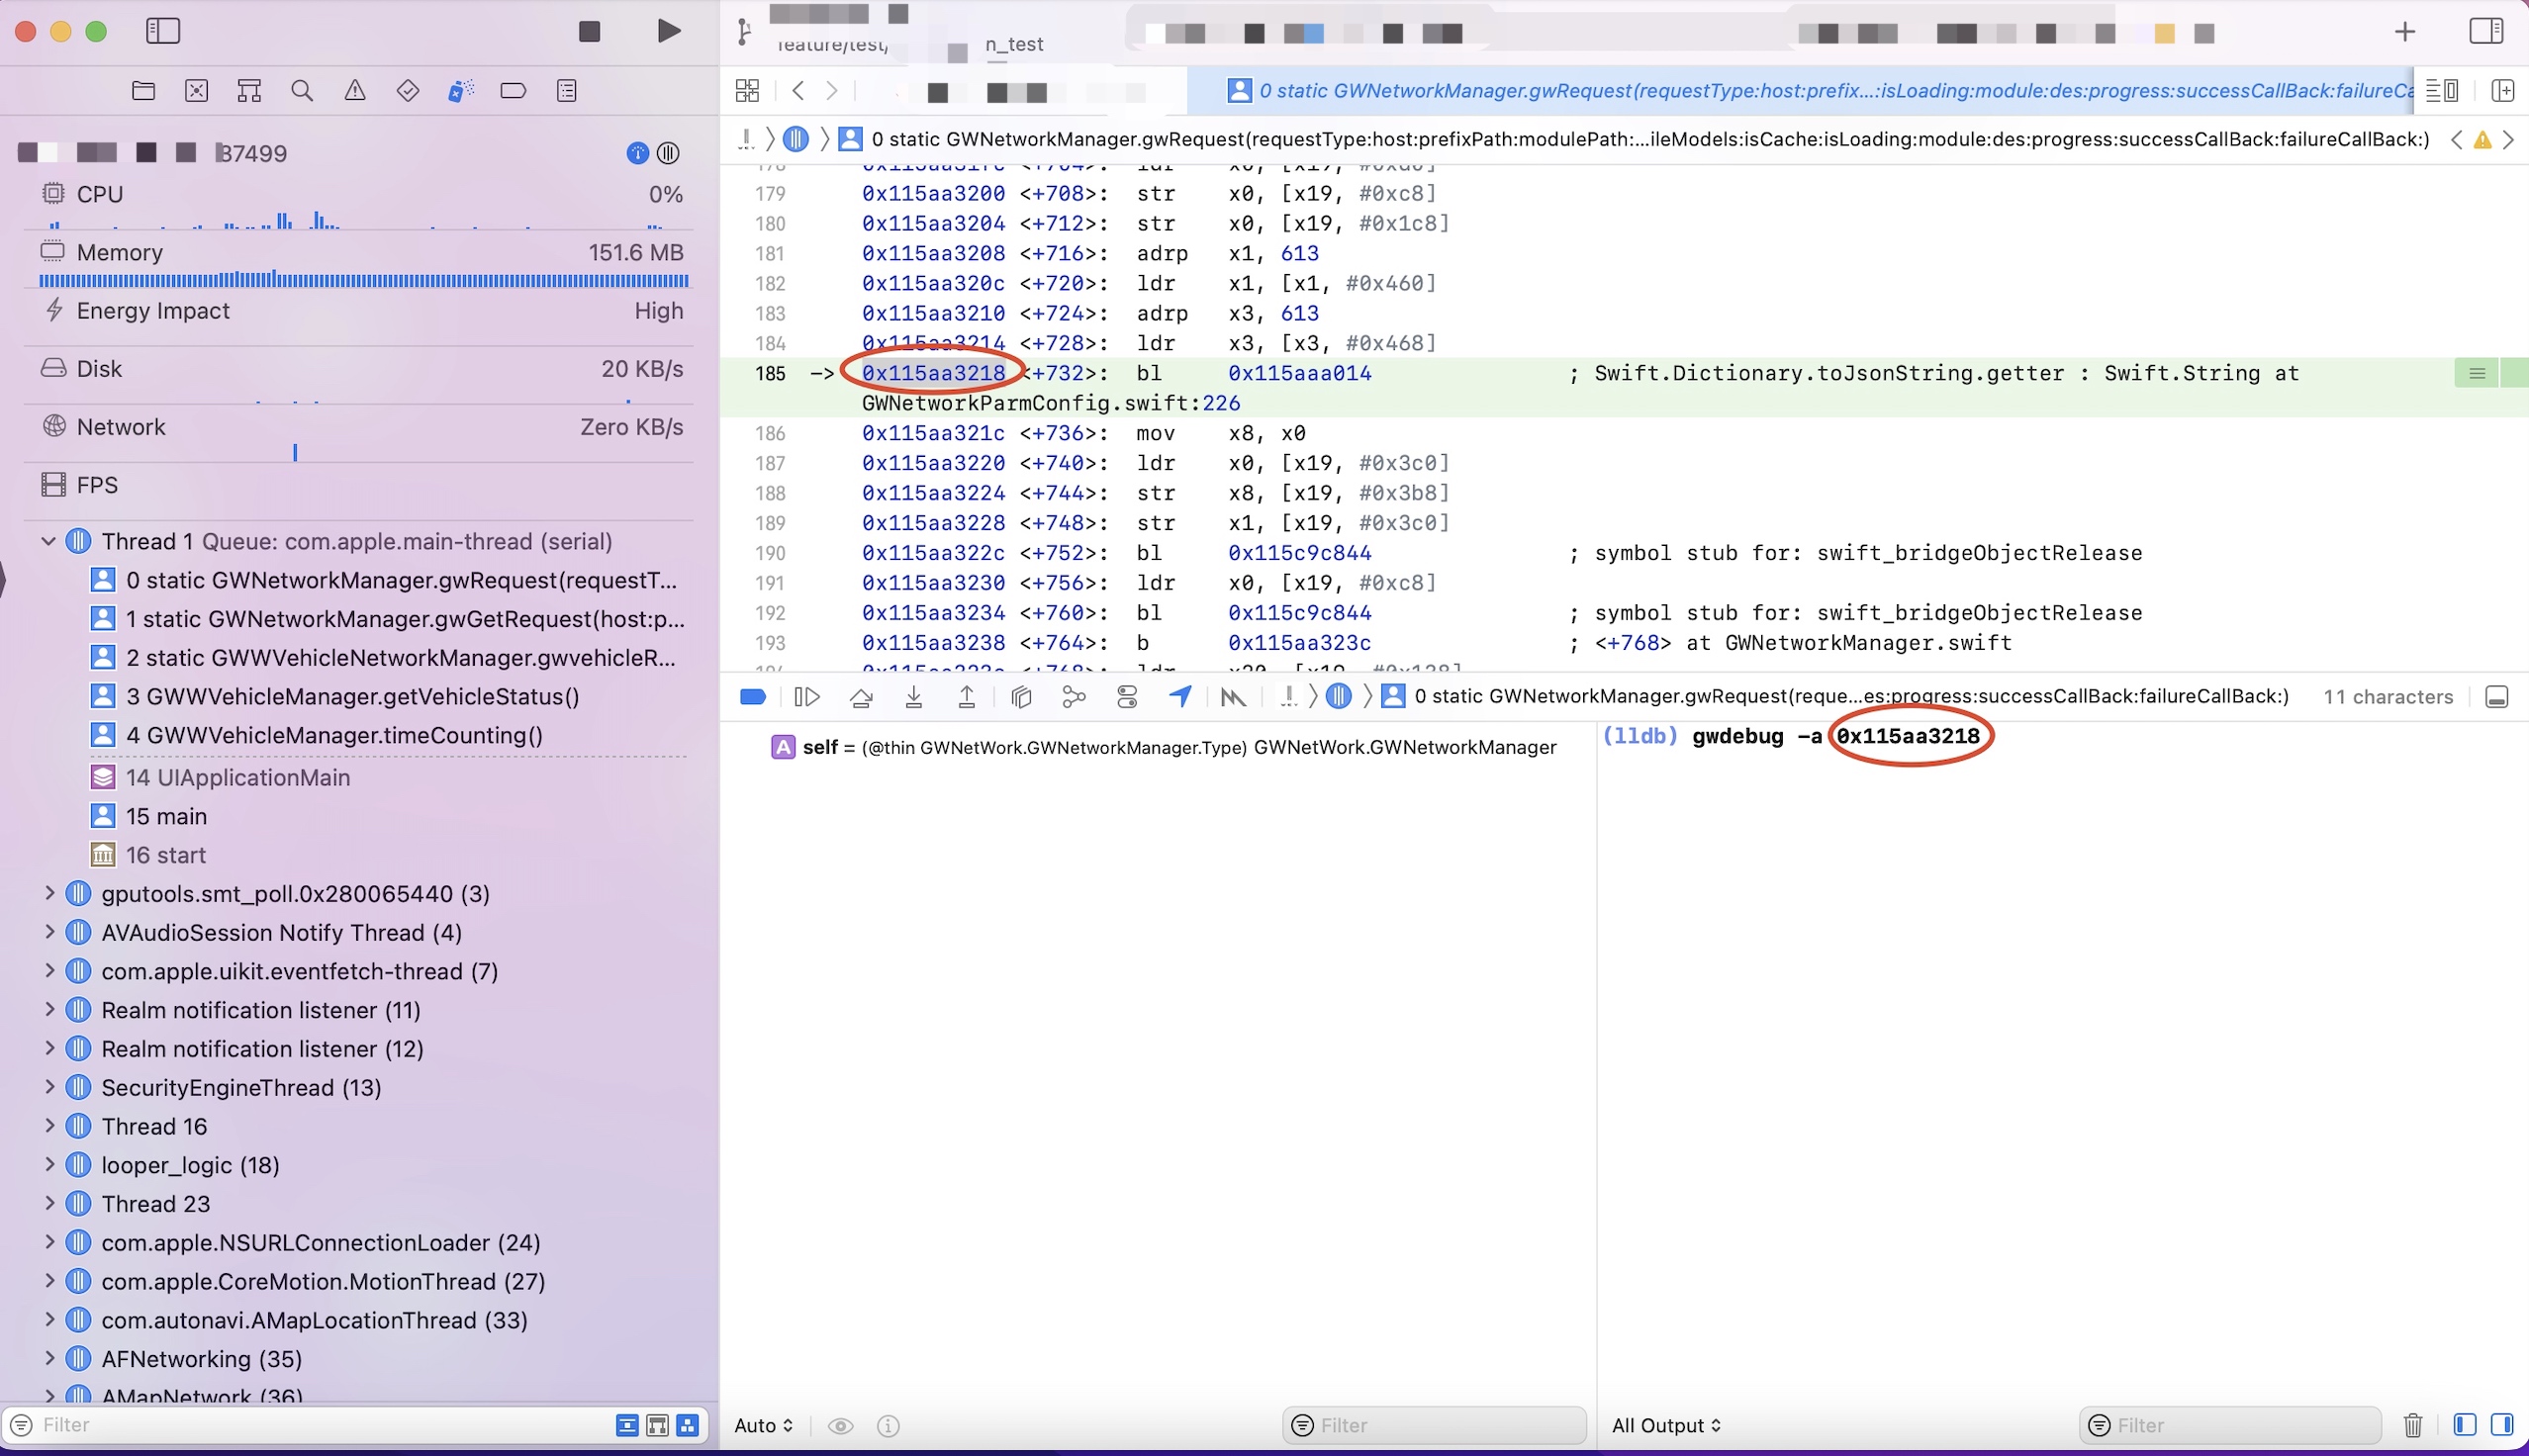 feature/test/
n_test
0 static GWNetworkManager.gwRequest(requestType:host:prefix...:isLoading:module:des:progress:successCallBack:failureCa
0 static GWNetworkManager.gwRequest(requestType:host:prefixPath:modulePath:...ileModels:isCache:isLoading:module:des:progress:successCallBack:failureCallBack:)
37499
CPU 0%
Memory 151.6 MB
Energy Impact High
Disk 20 KB/s
Network Zero KB/s
FPS
Thread 1 Queue: com.apple.main-thread (serial)
0 static GWNetworkManager.gwRequest(requestT...
1 static GWNetworkManager.gwGetRequest(host:p...
2 static GWWVehicleNetworkManager.gwvehicleR...
3 GWWVehicleManager.getVehicleStatus()
4 GWWVehicleManager.timeCounting()
14 UIApplicationMain
15 main
16 start
gputools.smt_poll.0x280065440 (3)
AVAudioSession Notify Thread (4)
com.apple.uikit.eventfetch-thread (7)
Realm notification listener (11)
Realm notification listener (12)
SecurityEngineThread (13)
Thread 16
looper_logic (18)
Thread 23
com.apple.NSURLConnectionLoader (24)
com.apple.CoreMotion.MotionThread (27)
com.autonavi.AMapLocationThread (33)
AFNetworking (35)
AMapNetwork (36)
Filter
179 0x115aa3200 <+708>: str x0, [x19, #0xc8]
180 0x115aa3204 <+712>: str x0, [x19, #0x1c8]
181 0x115aa3208 <+716>: adrp x1, 613
182 0x115aa320c <+720>: ldr x1, [x1, #0x460]
183 0x115aa3210 <+724>: adrp x3, 613
184 0x115aa3214 <+728>: ldr x3, [x3, #0x468]
185 -> 0x115aa3218 <+732>: bl 0x115aaa014 ; Swift.Dictionary.toJsonString.getter : Swift.String at
GWNetworkParmConfig.swift:226
186 0x115aa321c <+736>: mov x8, x0
187 0x115aa3220 <+740>: ldr x0, [x19, #0x3c0]
188 0x115aa3224 <+744>: str x8, [x19, #0x3b8]
189 0x115aa3228 <+748>: str x1, [x19, #0x3c0]
190 0x115aa322c <+752>: bl 0x115c9c844 ; symbol stub for: swift_bridgeObjectRelease
191 0x115aa3230 <+756>: ldr x0, [x19, #0xc8]
192 0x115aa3234 <+760>: bl 0x115c9c844 ; symbol stub for: swift_bridgeObjectRelease
193 0x115aa3238 <+764>: b 0x115aa323c ; <+768> at GWNetworkManager.swift
0 static GWNetworkManager.gwRequest(reque...es:progress:successCallBack:failureCallBack:) 11 characters
A self = (@thin GWNetWork.GWNetworkManager.Type) GWNetWork.GWNetworkManager
(lldb) gwdebug -a 0x115aa3218
Auto
Filter
All Output
Filter